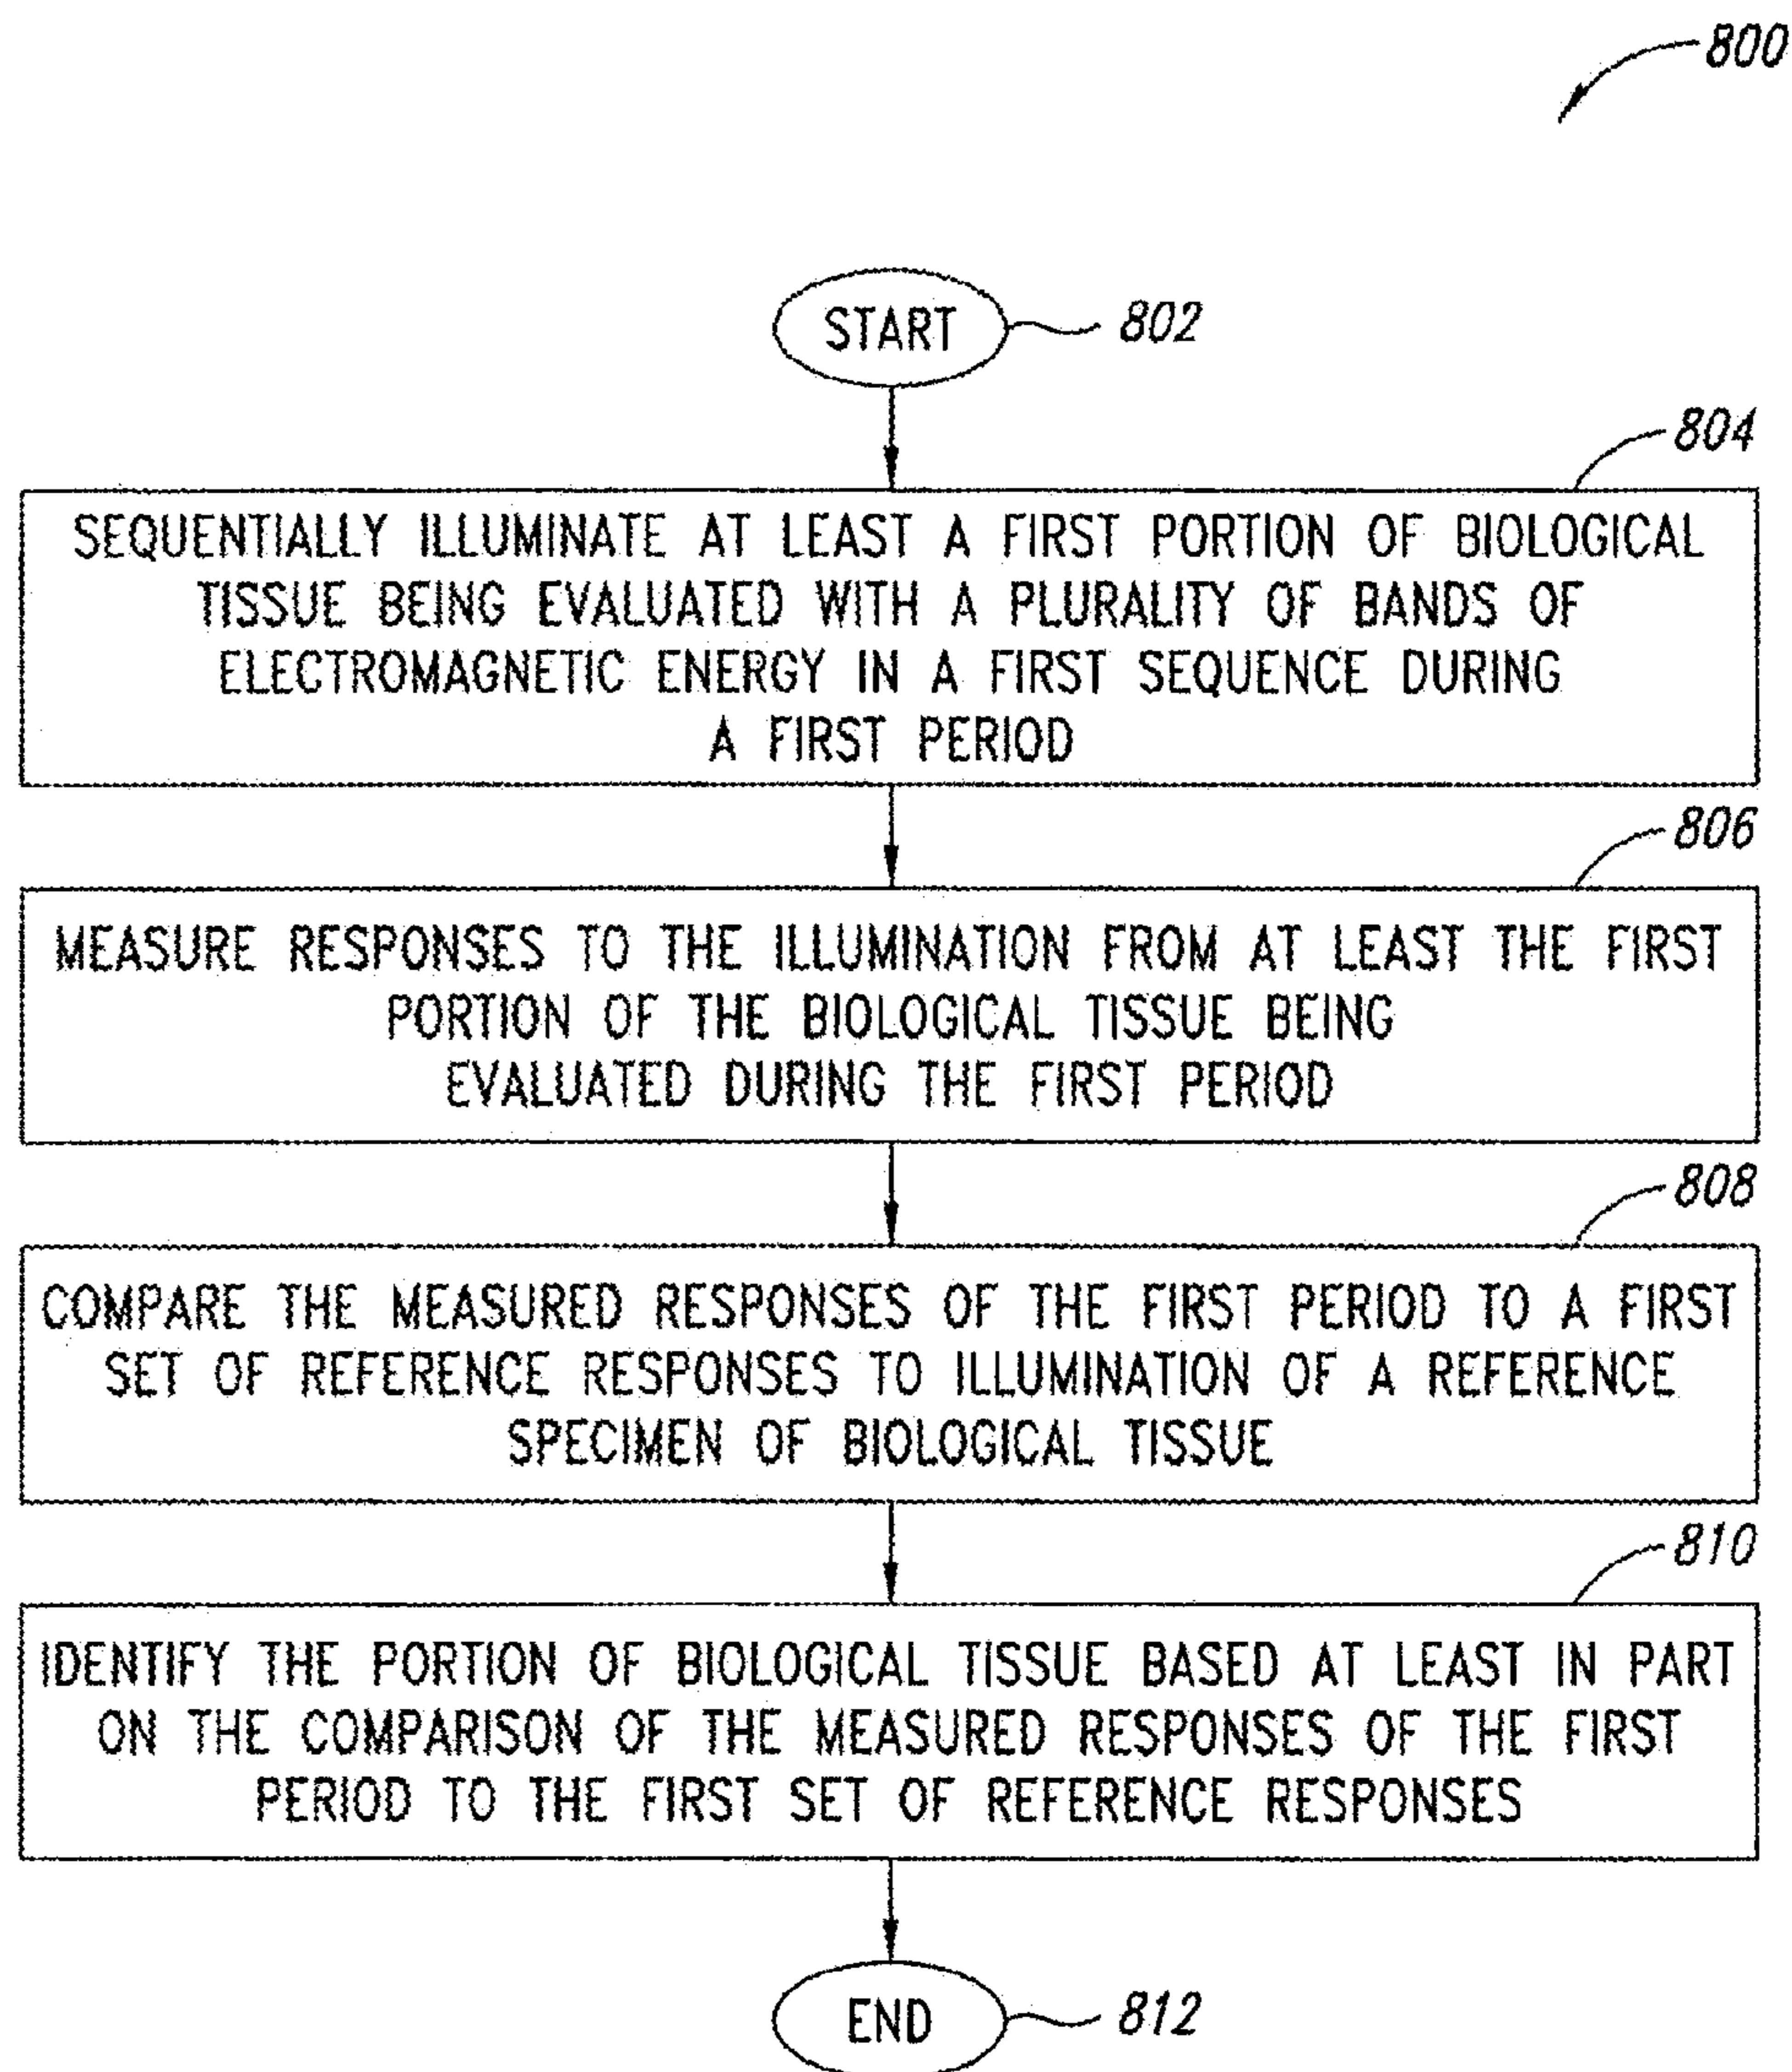 800
START
802
804
SEQUENTIALLY ILLUMINATE AT LEAST A FIRST PORTION OF BIOLOGICAL
TISSUE BEING EVALUATED WITH A PLURALITY OF BANDS OF
ELECTROMAGNETIC ENERGY IN A FIRST SEQUENCE DURING
A FIRST PERIOD
806
MEASURE RESPONSES TO THE ILLUMINATION FROM AT LEAST THE FIRST
PORTION OF THE BIOLOGICAL TISSUE BEING
EVALUATED DURING THE FIRST PERIOD
808
COMPARE THE MEASURED RESPONSES OF THE FIRST PERIOD TO A FIRST
SET OF REFERENCE RESPONSES TO ILLUMINATION OF A REFERENCE
SPECIMEN OF BIOLOGICAL TISSUE
810
IDENTIFY THE PORTION OF BIOLOGICAL TISSUE BASED AT LEAST IN PART
ON THE COMPARISON OF THE MEASURED RESPONSES OF THE FIRST
PERIOD TO THE FIRST SET OF REFERENCE RESPONSES
END
812